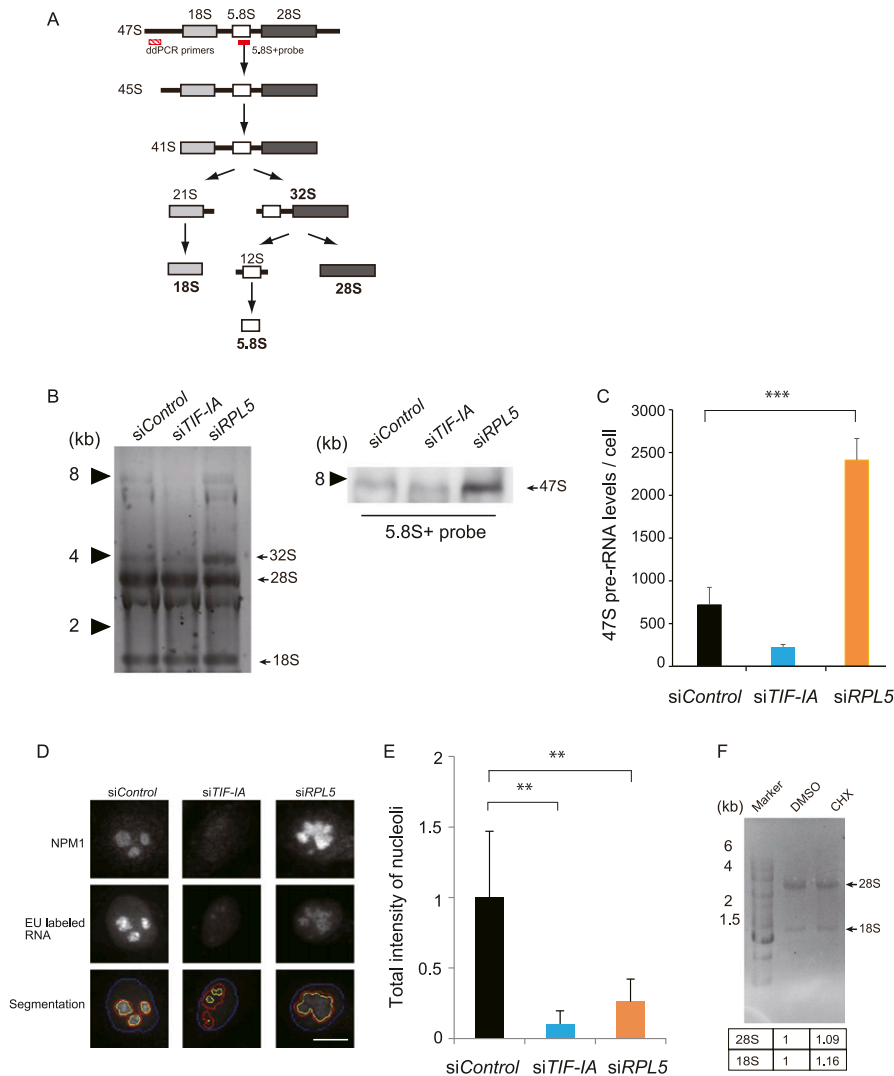 A
18S 5.8S 28S
47S
ddPCR primers 5.8S+probe
45S
41S
21S 32S
12S
18S 28S
5.8S
B
siControl siTIF-IA siRPL5
(kb)
8
4
2
32S
28S
18S
siControl siTIF-IA siRPL5
(kb)
8
47S
5.8S+ probe
C
***
47S pre-rRNA levels / cell
3000
2500
2000
1500
1000
500
0
siControl siTIF-IA siRPL5
D
siControl siTIF-IA siRPL5
NPM1
EU labeled
RNA
Segmentation
E
Total intensity of nucleoli
2
1.5
1
0.5
0
**
**
siControl siTIF-IA siRPL5
F
(kb) Marker DMSO CHX
6
4
2
1.5
28S
18S
28S 1 1.09
18S 1 1.16